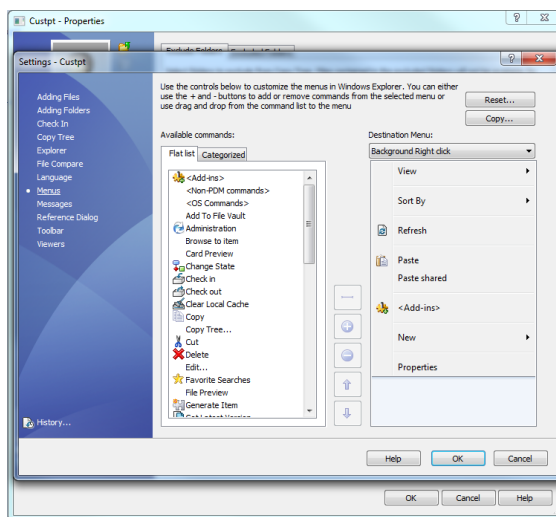 Custpt - Properties
Settings - Custpt
Adding Files
Adding Folders
Check In
Copy Tree
Explorer
File Compare
Language
Menus
Messages
Reference Dialog
Toolbar
Viewers
History...
Use the controls below to customize the menus in Windows Explorer. You can either
use the + and - buttons to add or remove commands from the selected menu or
use drag and drop from the command list to the menu
Reset...
Copy...
Available commands:
Flat list Categorized
<Add-ins>
<Non-PDM commands>
<OS Commands>
Add To File Vault
Administration
Browse to item
Card Preview
Change State
Check in
Check out
Clear Local Cache
Copy
Copy Tree...
Cut
Delete
Edit...
Favorite Searches
File Preview
Generate Item
Destination Menu:
Background Right click
View
Sort By
Refresh
Paste
Paste shared
<Add-ins>
New
Properties
Help OK Cancel
OK Cancel Help